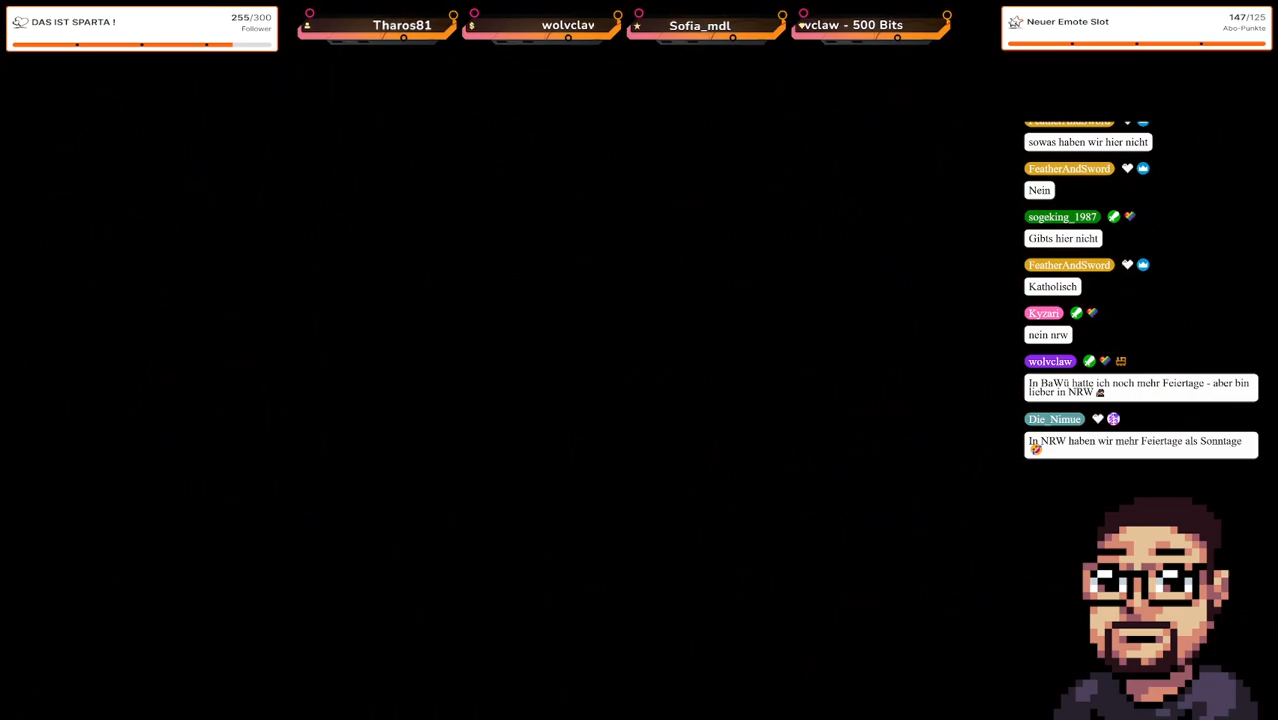 DAS IST SPARTA !
255/300
Follower
Tharos81
wolvclaw
Sofia_mdl
vclaw - 500 Bits
Neuer Emote Slot
147/125
Abo-Punkte
FeatherAndSword
sowas haben wir hier nicht
FeatherAndSword
Nein
sogeking_1987
Gibts hier nicht
FeatherAndSword
Katholisch
Kyzari
nein nrw
wolvclaw
In BaWü hatte ich noch mehr Feiertage - aber bin
lieber in NRW
Die_Nimue
In NRW haben wir mehr Feiertage als Sonntage